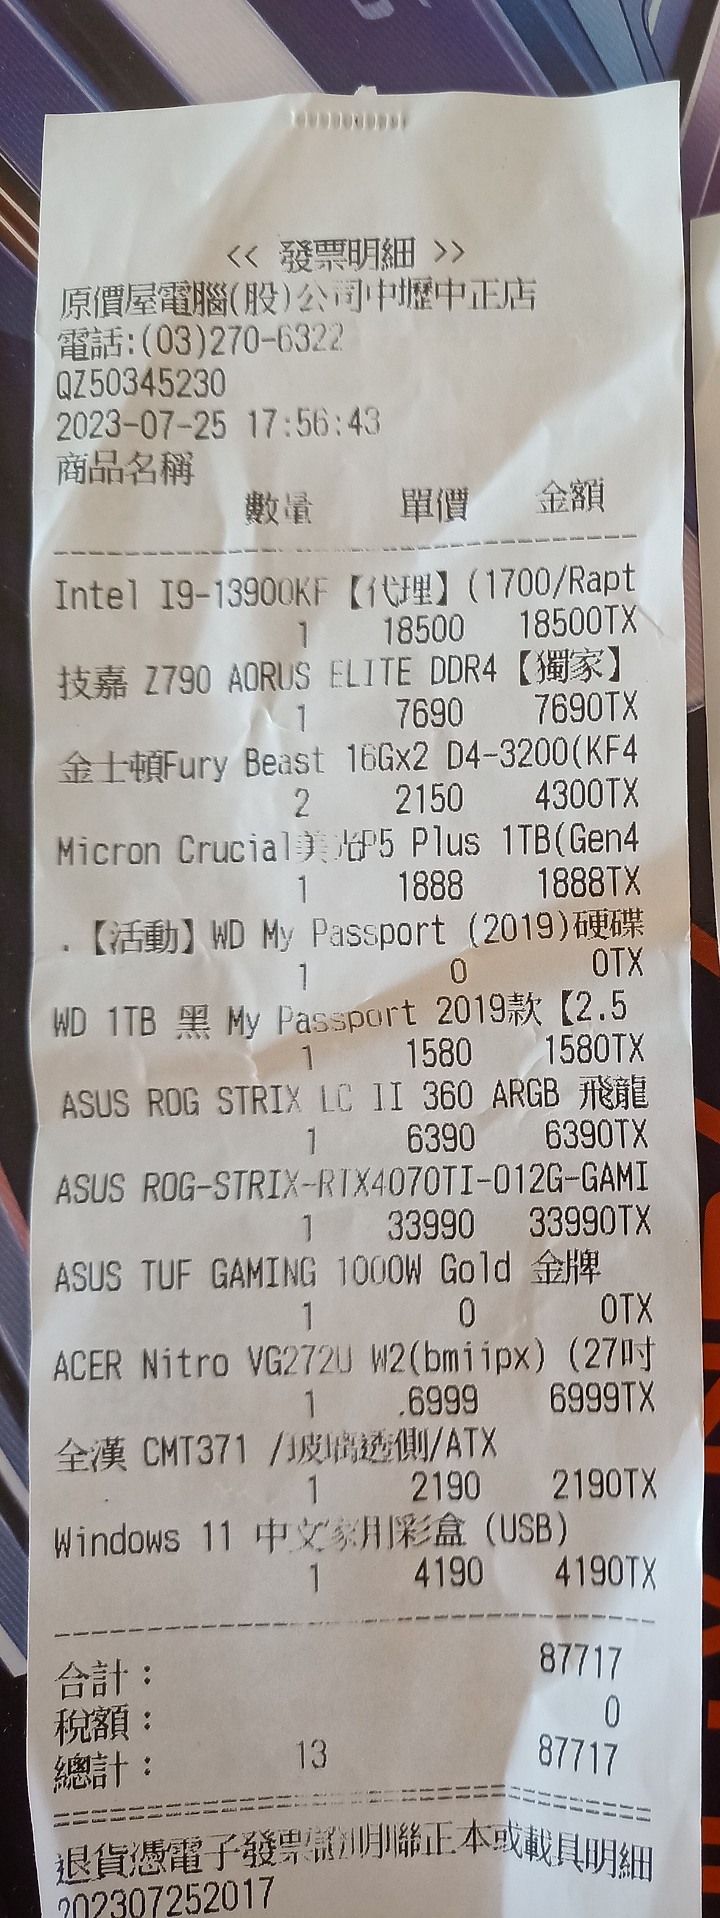 << 發票明細 >>
原價屋電腦(股)公司中壢中正店
電話:(03)270-6322
QZ50345230
2023-07-25 17:56:43
商品名稱
數量 單價 金額
Intel I9-13900KF【代理】(1700/Rapt
1 18500 18500TX
技嘉 Z790 AORUS ELITE DDR4【獨家】
1 7690 7690TX
金士頓Fury Beast 16Gx2 D4-3200(KF4
2 2150 4300TX
Micron Crucial美光P5 Plus 1TB(Gen4
1 1888 1888TX
.【活動】WD My Passport (2019)硬碟
1 0 0TX
WD 1TB 黑 My Passport 2019款【2.5
1 1580 1580TX
ASUS ROG STRIX LC II 360 ARGB 飛龍
1 6390 6390TX
ASUS ROG-STRIX-RTX4070TI-O12G-GAMI
1 33990 33990TX
ASUS TUF GAMING 1000W Gold 金牌
1 0 0TX
ACER Nitro VG272U W2(bmiipx) (27吋
1 6999 6999TX
全漢 CMT371 /玻璃透側/ATX
1 2190 2190TX
Windows 11 中文家用彩盒 (USB)
1 4190 4190TX
合計: 87717
稅額: 0
總計: 13 87717
退貨憑電子發票證明聯正本或載具明細
202307252017